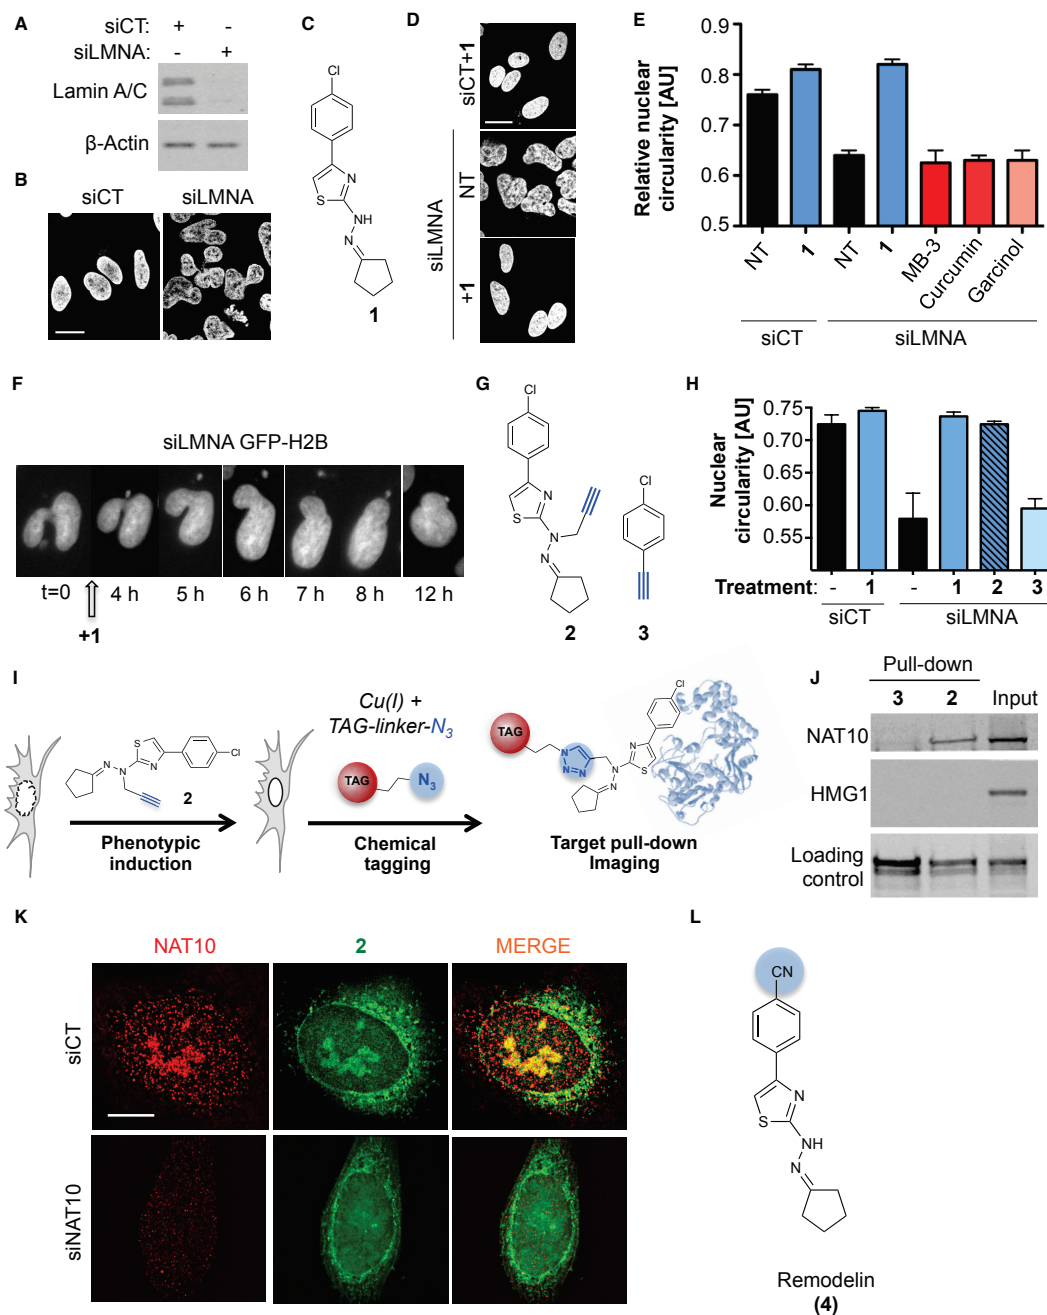 A
siCT: + -
siLMNA: - +
Lamin A/C
β-Actin
B
siCT siLMNA
C
Cl
N
S
NH
N
1
D
siCT+1
NT
+1
siLMNA
E
Relative nuclear
circularity [AU]
0.9
0.8
0.7
0.6
0.5
NT 1 NT 1 MB-3 Curcumin Garcinol
siCT siLMNA
F
siLMNA GFP-H2B
t=0 4 h 5 h 6 h 7 h 8 h 12 h
+1
G
Cl
N
S
N
N
2
Cl
3
H
Nuclear
circularity [AU]
0.75
0.70
0.65
0.60
0.55
Treatment: - 1 - 1 2 3
siCT siLMNA
I
S
N
N
N
Cl
2
Phenotypic
induction
Cu(I) +
TAG-linker-N3
TAG N3
Chemical
tagging
TAG
N
N=N
N
N
N
S
Cl
Target pull-down
Imaging
J
Pull-down
3 2 Input
NAT10
HMG1
Loading
control
K
NAT10 2 MERGE
siCT
siNAT10
L
CN
N
S
NH
N
Remodelin
(4)